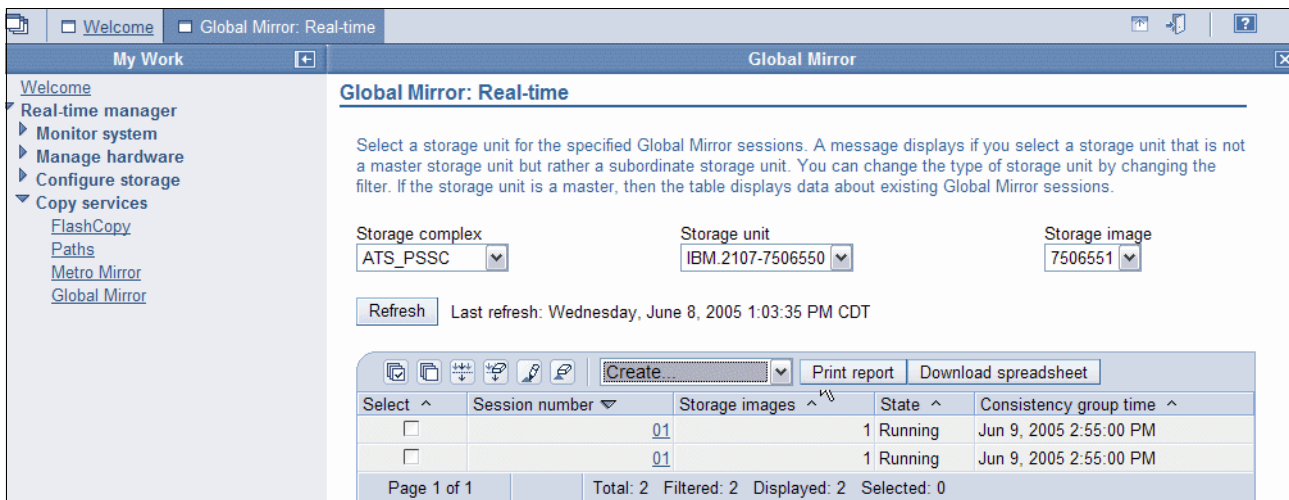 Welcome Global Mirror: Real-time ?
My Work Global Mirror
Welcome
Real-time manager
Monitor system
Manage hardware
Configure storage
Copy services
FlashCopy
Paths
Metro Mirror
Global Mirror
Global Mirror: Real-time
Select a storage unit for the specified Global Mirror sessions. A message displays if you select a storage unit that is not
a master storage unit but rather a subordinate storage unit. You can change the type of storage unit by changing the
filter. If the storage unit is a master, then the table displays data about existing Global Mirror sessions.
Storage complex Storage unit Storage image
ATS_PSSC IBM.2107-7506550 7506551
Refresh Last refresh: Wednesday, June 8, 2005 1:03:35 PM CDT
Create... Print report Download spreadsheet
Select ^ Session number Storage images ^ State ^ Consistency group time ^
01 1 Running Jun 9, 2005 2:55:00 PM
01 1 Running Jun 9, 2005 2:55:00 PM
Page 1 of 1 Total: 2 Filtered: 2 Displayed: 2 Selected: 0